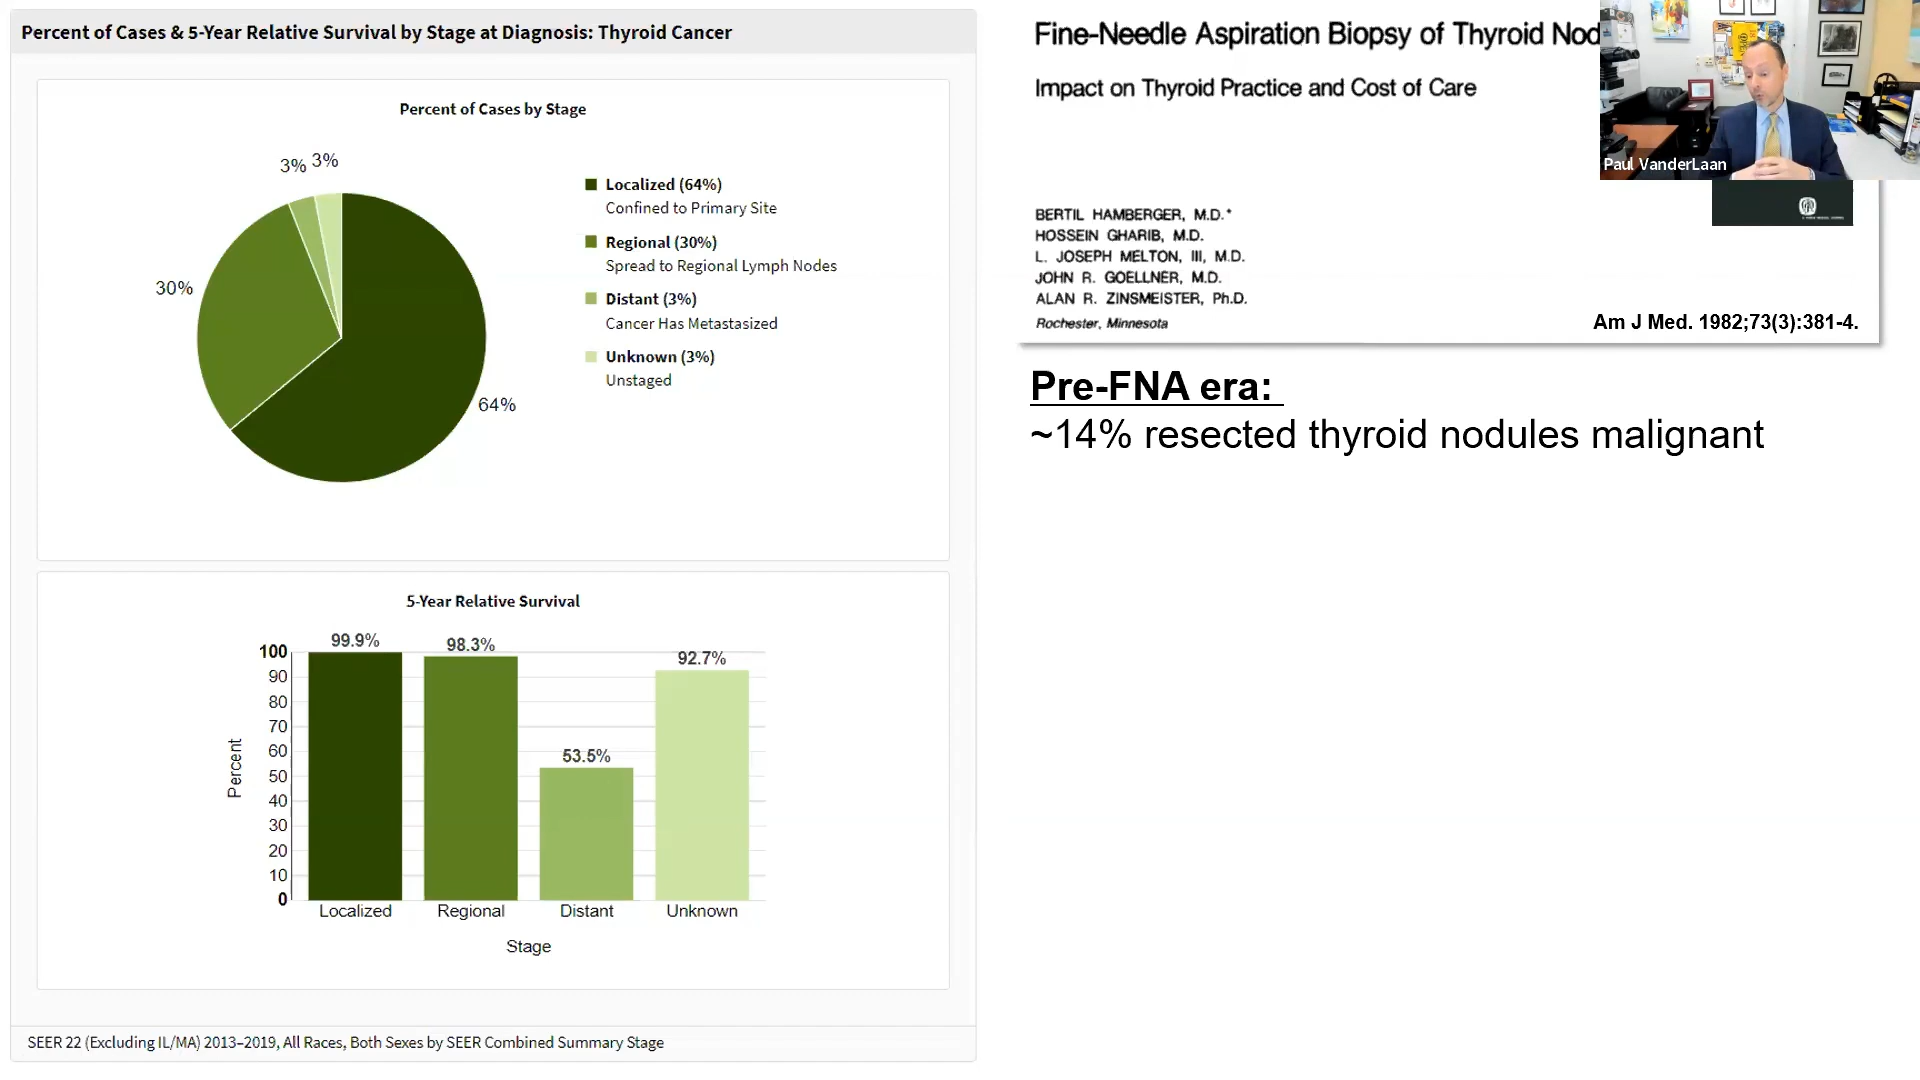 Percent of Cases & 5-Year Relative Survival by Stage at Diagnosis: Thyroid Cancer
Percent of Cases by Stage
3% 3%
30%
64%
Localized (64%)
Confined to Primary Site
Regional (30%)
Spread to Regional Lymph Nodes
Distant (3%)
Cancer Has Metastasized
Unknown (3%)
Unstaged
5-Year Relative Survival
Percent
100
90
80
70
60
50
40
30
20
10
0
99.9%
98.3%
53.5%
92.7%
Localized
Regional
Distant
Unknown
Stage
SEER 22 (Excluding IL/MA) 2013–2019, All Races, Both Sexes by SEER Combined Summary Stage
Fine-Needle Aspiration Biopsy of Thyroid Nod
Impact on Thyroid Practice and Cost of Care
Paul VanderLaan
BERTIL HAMBERGER, M.D.*
HOSSEIN GHARIB, M.D.
L. JOSEPH MELTON, III, M.D.
JOHN R. GOELLNER, M.D.
ALAN R. ZINSMEISTER, Ph.D.
Rochester, Minnesota
Am J Med. 1982;73(3):381-4.
Pre-FNA era:
~14% resected thyroid nodules malignant